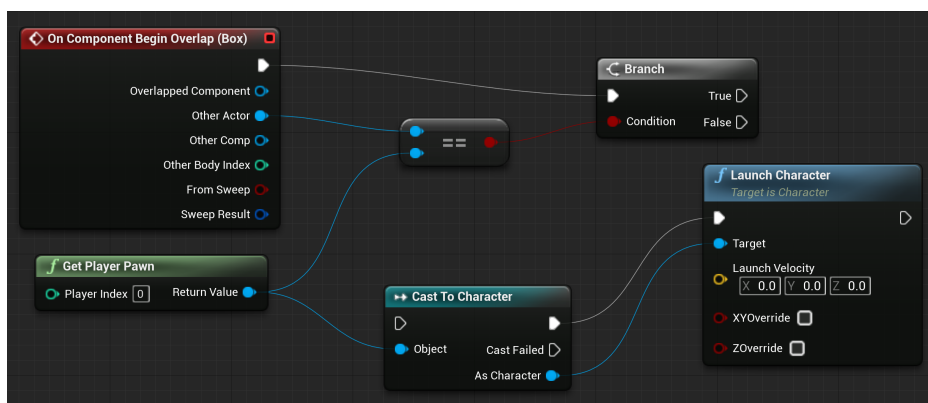 On Component Begin Overlap (Box)
Overlapped Component
Other Actor
Other Comp
Other Body Index
From Sweep
Sweep Result
Get Player Pawn
Player Index 0 Return Value
==
Branch
True
Condition False
Cast To Character
Object Cast Failed
As Character
Launch Character
Target is Character
Target
Launch Velocity
X 0.0 Y 0.0 Z 0.0
XYOverride
ZOverride